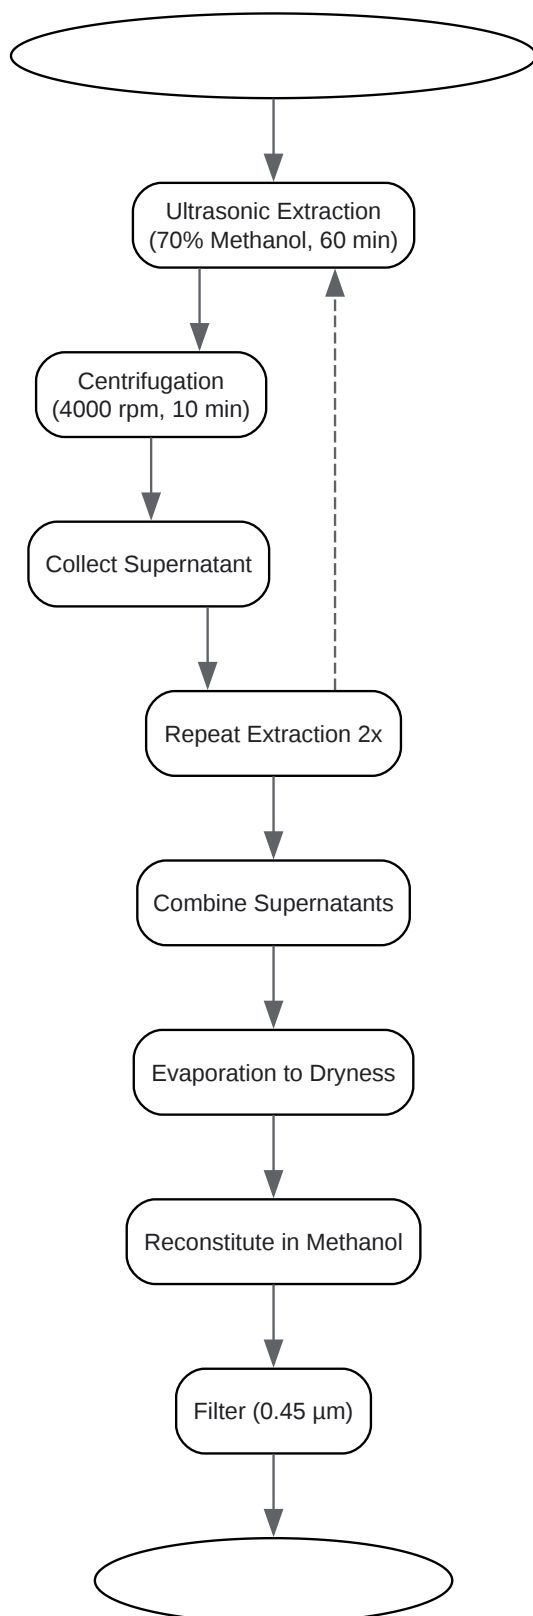 Ultrasonic Extraction
(70% Methanol, 60 min)
Centrifugation
(4000 rpm, 10 min)
Collect Supernatant
Repeat Extraction 2x
Combine Supernatants
Evaporation to Dryness
Reconstitute in Methanol
Filter (0.45 µm)